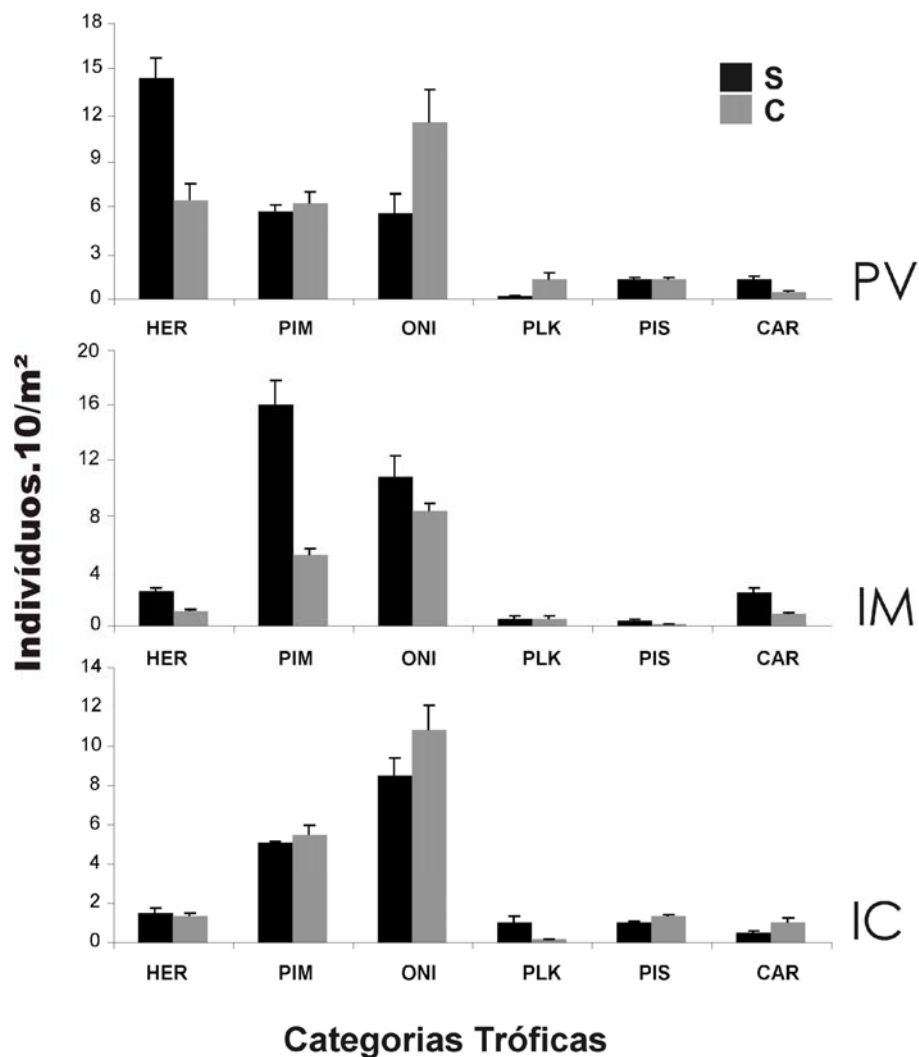 18
15
12
9
6
3
0
S
C
HER PIM ONI PLK PIS CAR
PV
20
16
12
8
4
0
HER PIM ONI PLK PIS CAR
IM
14
12
10
8
6
4
2
0
HER PIM ONI PLK PIS CAR
IC
Indivíduos.10/m²
Categorias Tróficas